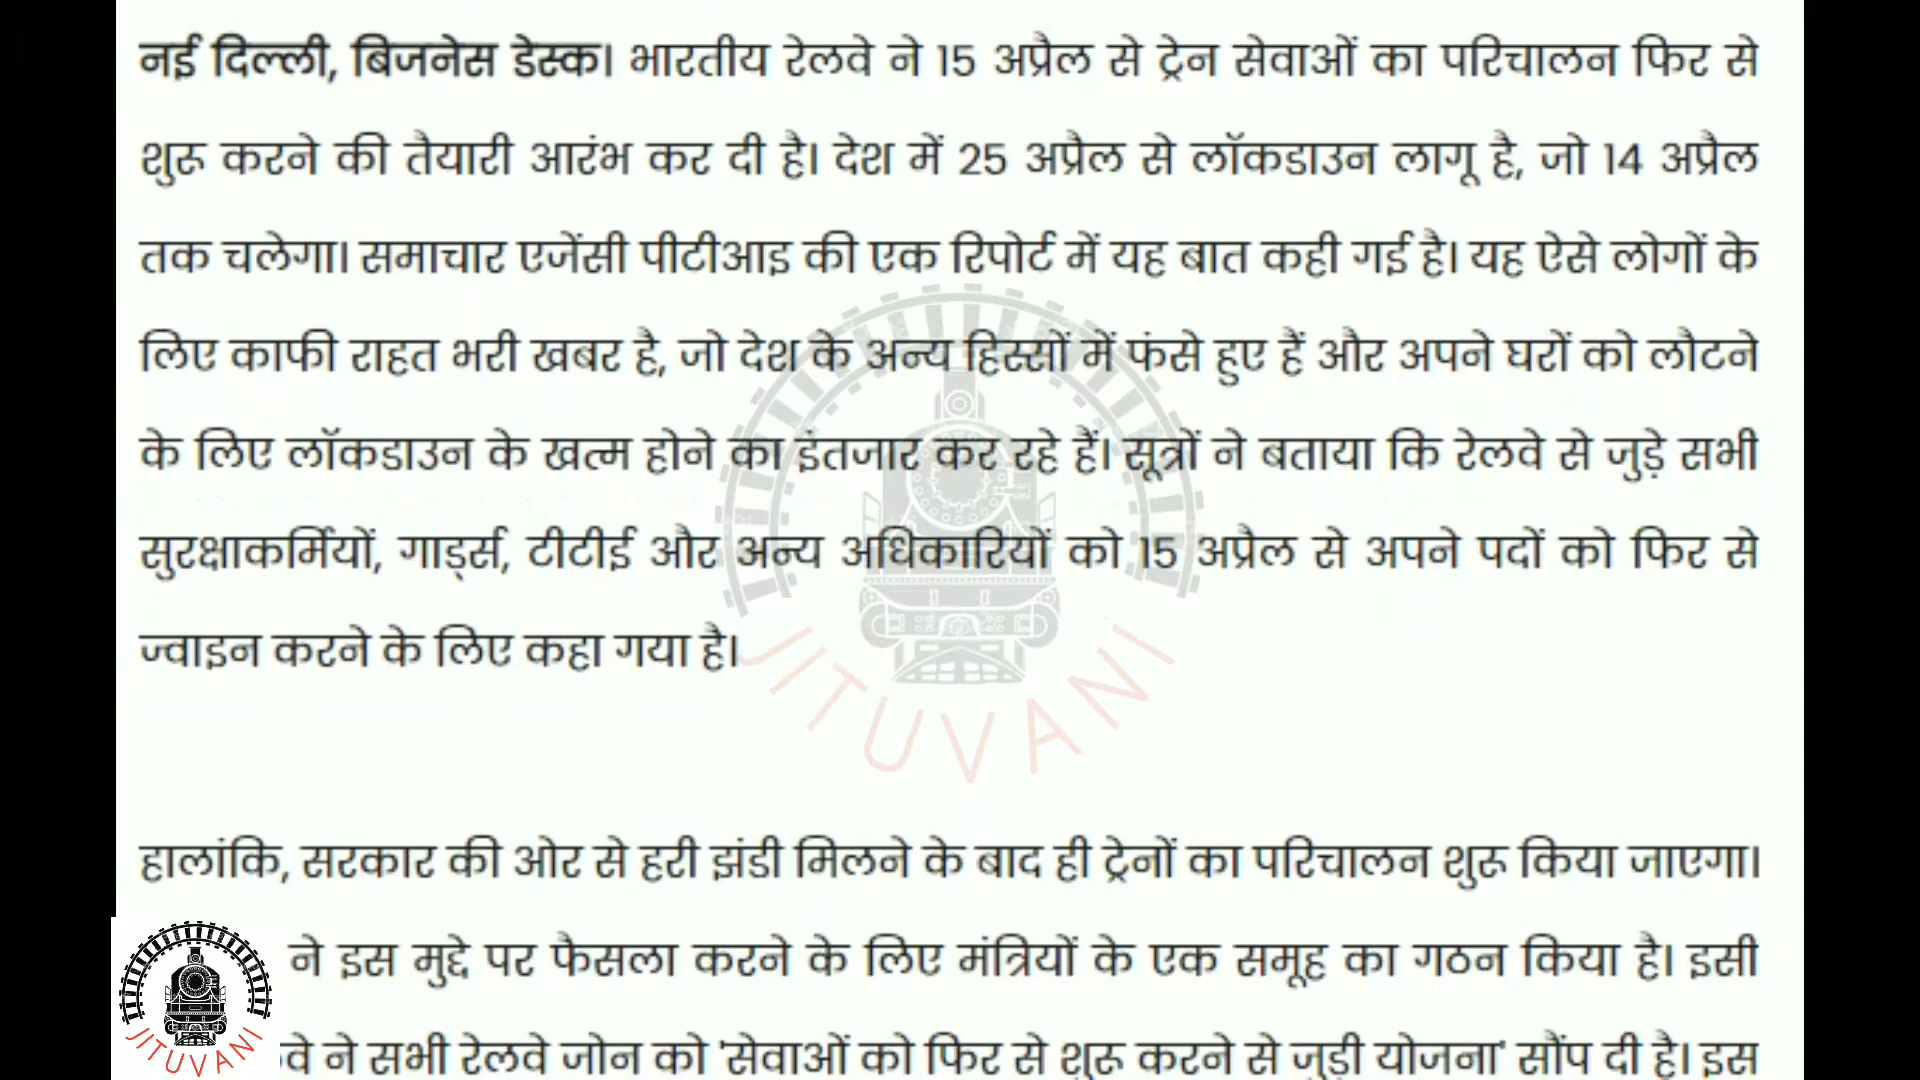 नई दिल्ली, बिजनेस डेस्क। भारतीय रेलवे ने 15 अप्रैल से ट्रेन सेवाओं का परिचालन फिर से
शुरू करने की तैयारी आरंभ कर दी है। देश में 25 अप्रैल से लॉकडाउन लागू है, जो 14 अप्रैल
तक चलेगा। समाचार एजेंसी पीटीआइ की एक रिपोर्ट में यह बात कही गई है। यह ऐसे लोगों के
लिए काफी राहत भरी खबर है, जो देश के अन्य हिस्सों में फंसे हुए हैं और अपने घरों को लौटने
के लिए लॉकडाउन के खत्म होने का इंतजार कर रहे हैं। सूत्रों ने बताया कि रेलवे से जुड़े सभी
सुरक्षाकर्मियों, गार्ड्स, टीटीई और अन्य अधिकारियों को 15 अप्रैल से अपने पदों को फिर से
ज्वाइन करने के लिए कहा गया है।
JITUVANI
हालांकि, सरकार की ओर से हरी झंडी मिलने के बाद ही ट्रेनों का परिचालन शुरू किया जाएगा।
ने इस मुद्दे पर फैसला करने के लिए मंत्रियों के एक समूह का गठन किया है। इसी
ने सभी रेलवे जोन को 'सेवाओं को फिर से शुरू करने से जुड़ी योजना' सौंप दी है। इस
JITUVANI